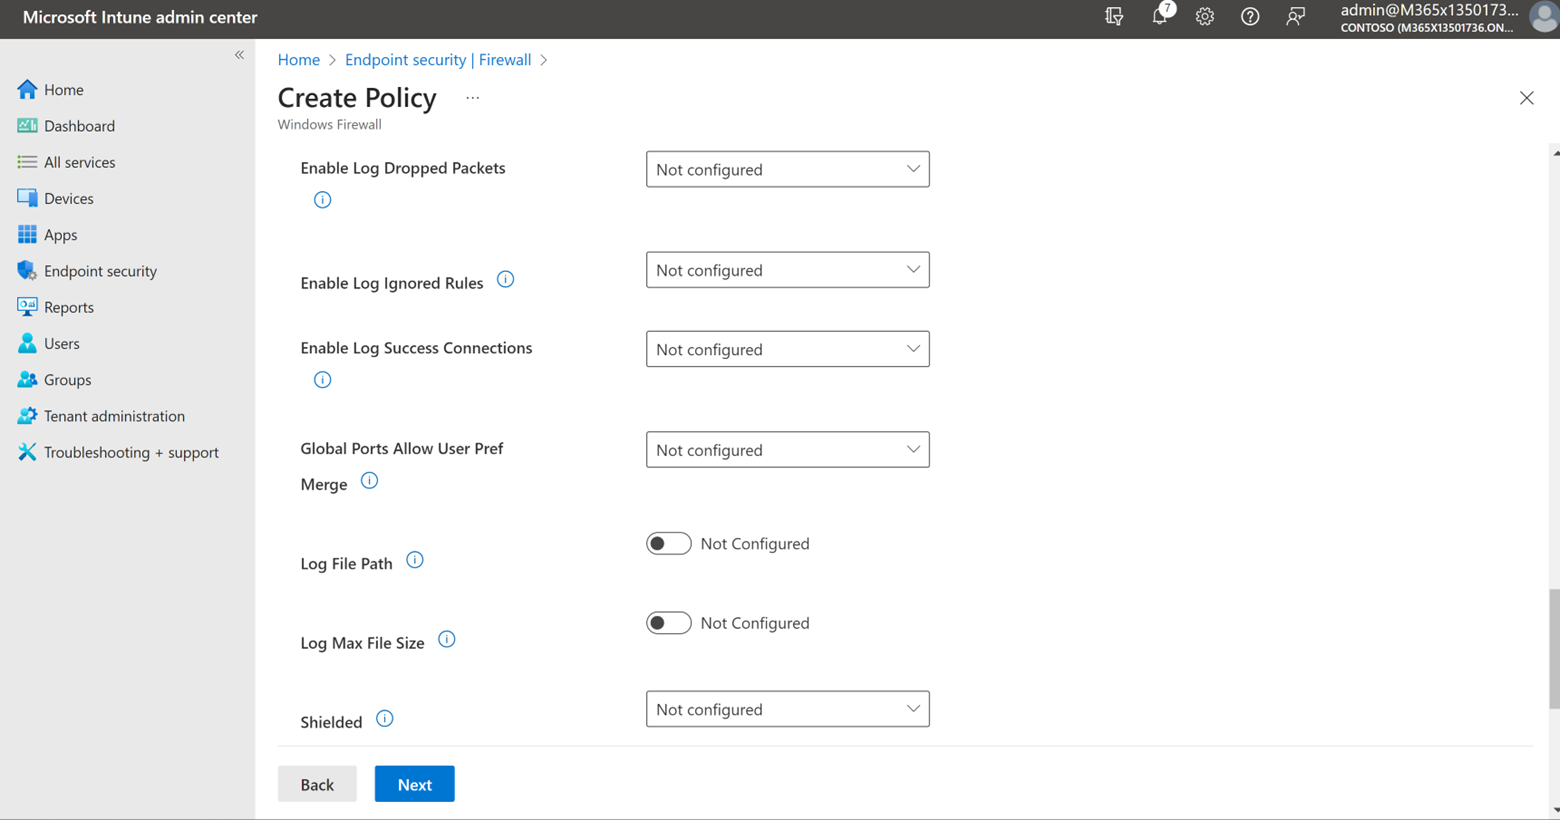 Microsoft Intune admin center
7
admin@M365x1350173...
CONTOSO (M365X13501736.ON...
«
Home
Dashboard
All services
Devices
Apps
Endpoint security
Reports
Users
Groups
Tenant administration
Troubleshooting + support
Home > Endpoint security | Firewall >
Create Policy ...
Windows Firewall
Enable Log Dropped Packets Not configured
Enable Log Ignored Rules Not configured
Enable Log Success Connections Not configured
Global Ports Allow User Pref Not configured
Merge
Log File Path Not Configured
Log Max File Size Not Configured
Shielded Not configured
Back Next